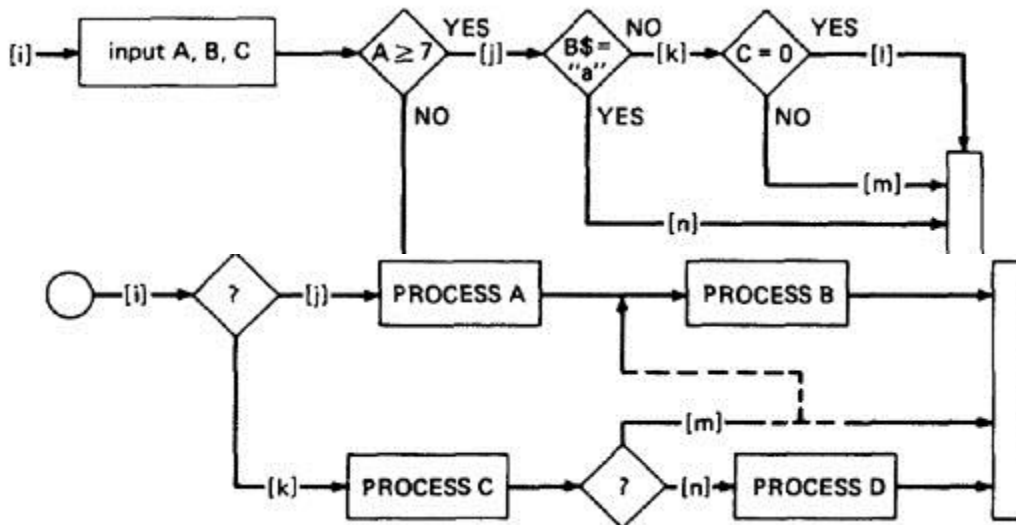 YES NO YES
[i] input A, B, C A ≥ 7 [j] B$= "a" [k] C = 0 [l]
NO YES NO
[m]
[n]
[i] ? [j] PROCESS A PROCESS B
[m]
[k] PROCESS C ? [n] PROCESS D